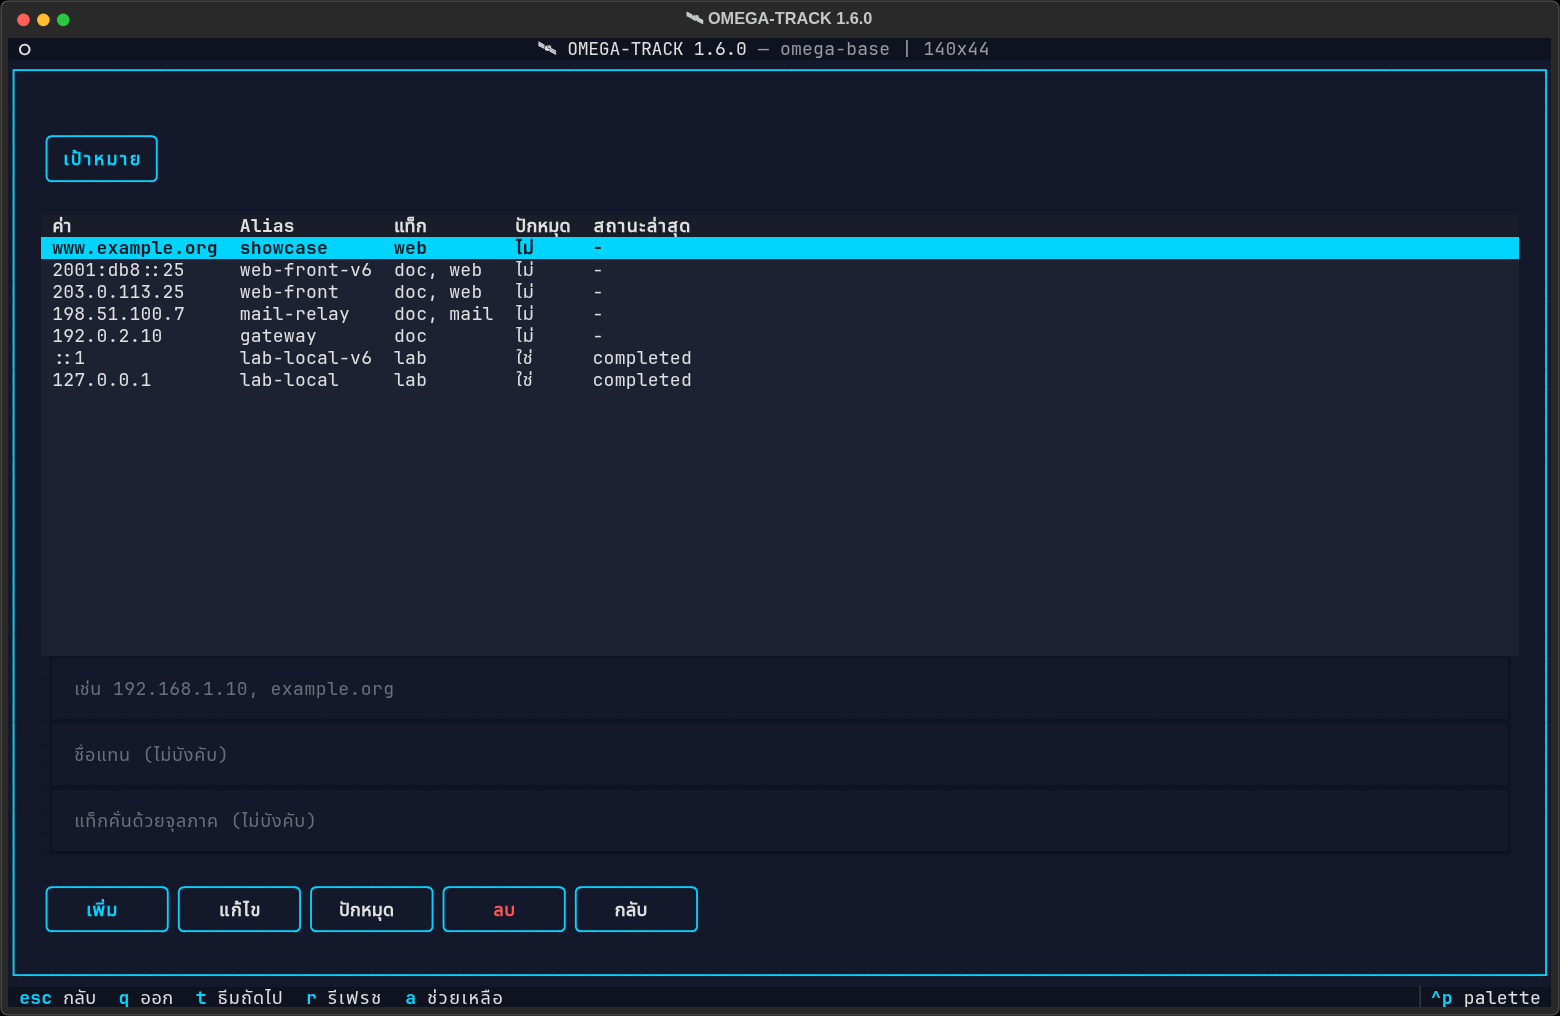 🛰 OMEGA-TRACK 1.6.0
🛰 OMEGA-TRACK 1.6.0 — omega-base | 140x44
เป้าหมาย
ค่า Alias แท็ก ปักหมุด สถานะล่าสุด
www.example.org showcase web ไม่ -
2001:db8::25 web-front-v6 doc, web ไม่ -
203.0.113.25 web-front doc, web ไม่ -
198.51.100.7 mail-relay doc, mail ไม่ -
192.0.2.10 gateway doc ไม่ -
::1 lab-local-v6 lab ใช่ completed
127.0.0.1 lab-local lab ใช่ completed
เช่น 192.168.1.10, example.org
ชื่อแทน (ไม่บังคับ)
แท็กคั่นด้วยจุลภาค (ไม่บังคับ)
เพิ่ม แก้ไข ปักหมุด ลบ กลับ
esc กลับ q ออก t ธีมถัดไป r รีเฟรช a ช่วยเหลือ ^p palette